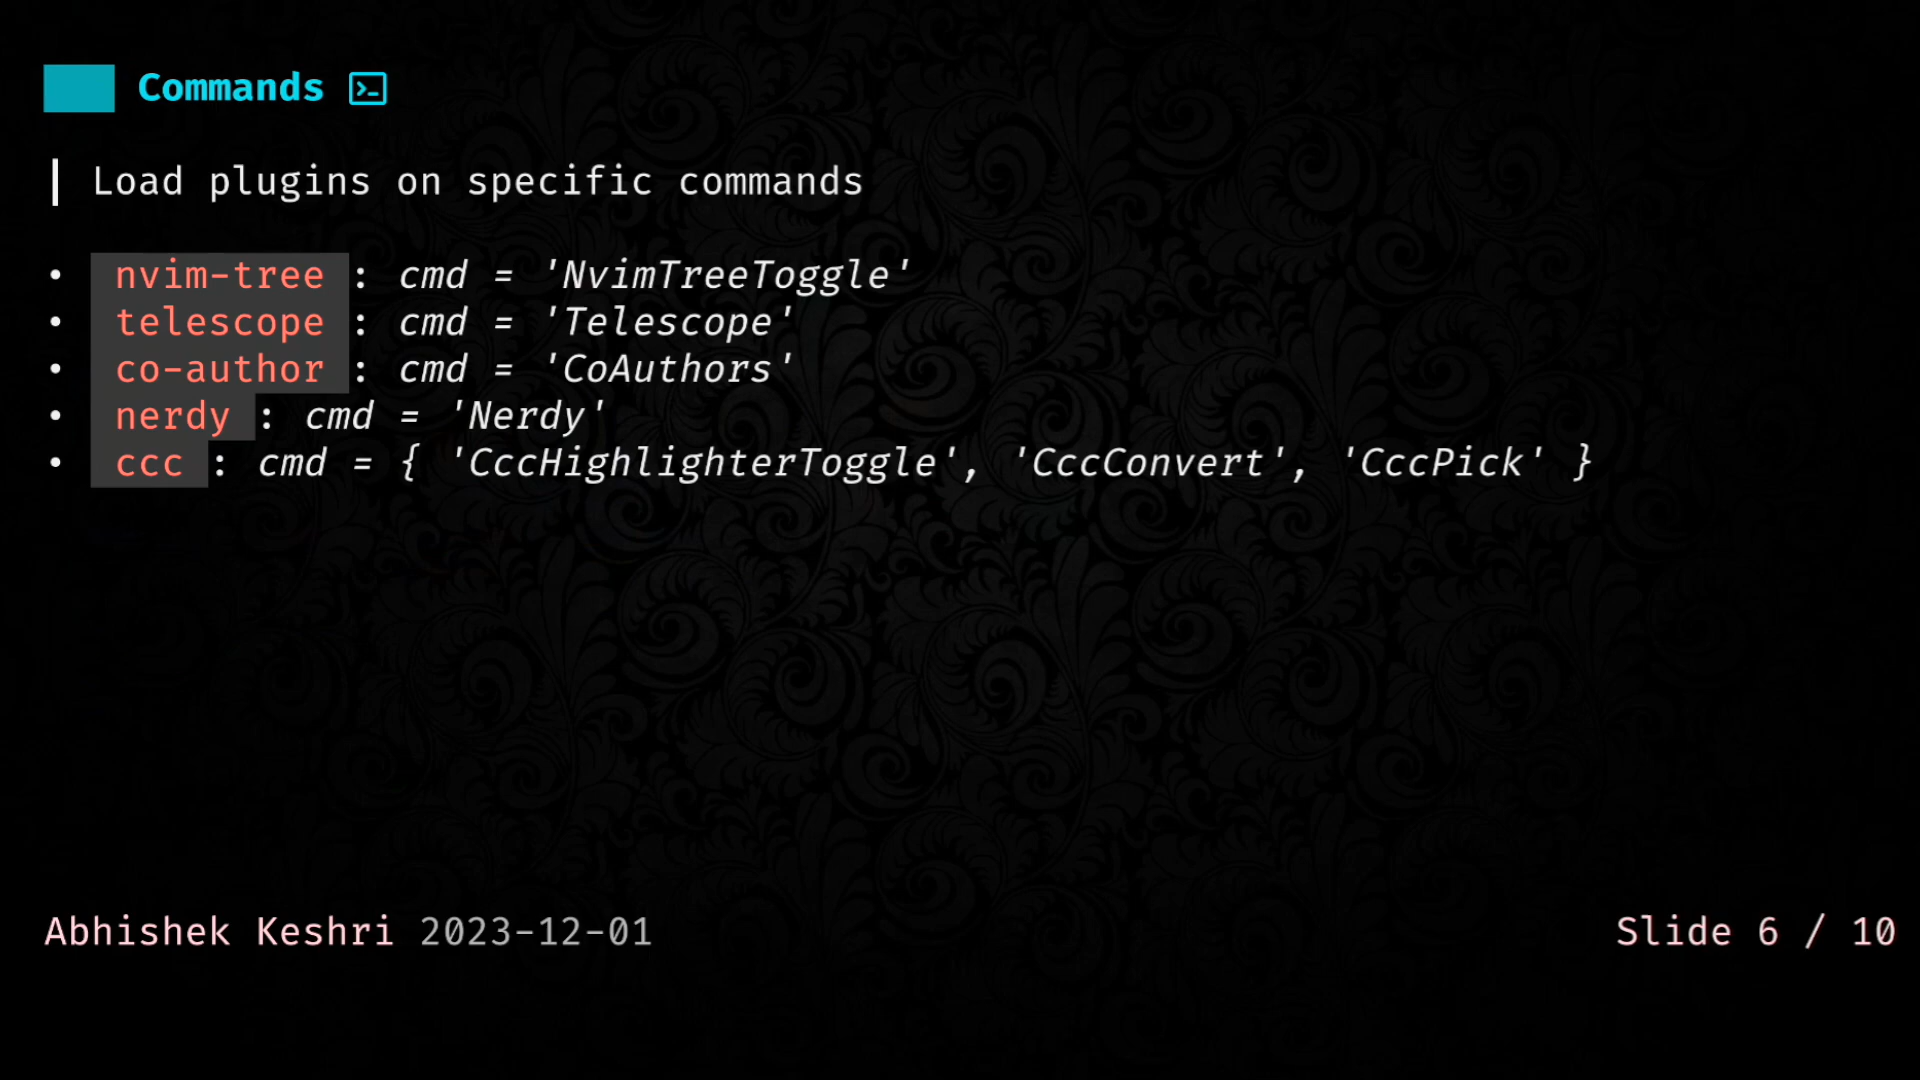 Commands
Load plugins on specific commands
• nvim-tree : cmd = 'NvimTreeToggle'
• telescope : cmd = 'Telescope'
• co-author : cmd = 'CoAuthors'
• nerdy : cmd = 'Nerdy'
• ccc : cmd = { 'CccHighlighterToggle', 'CccConvert', 'CccPick' }
Abhishek Keshri 2023-12-01 Slide 6 / 10